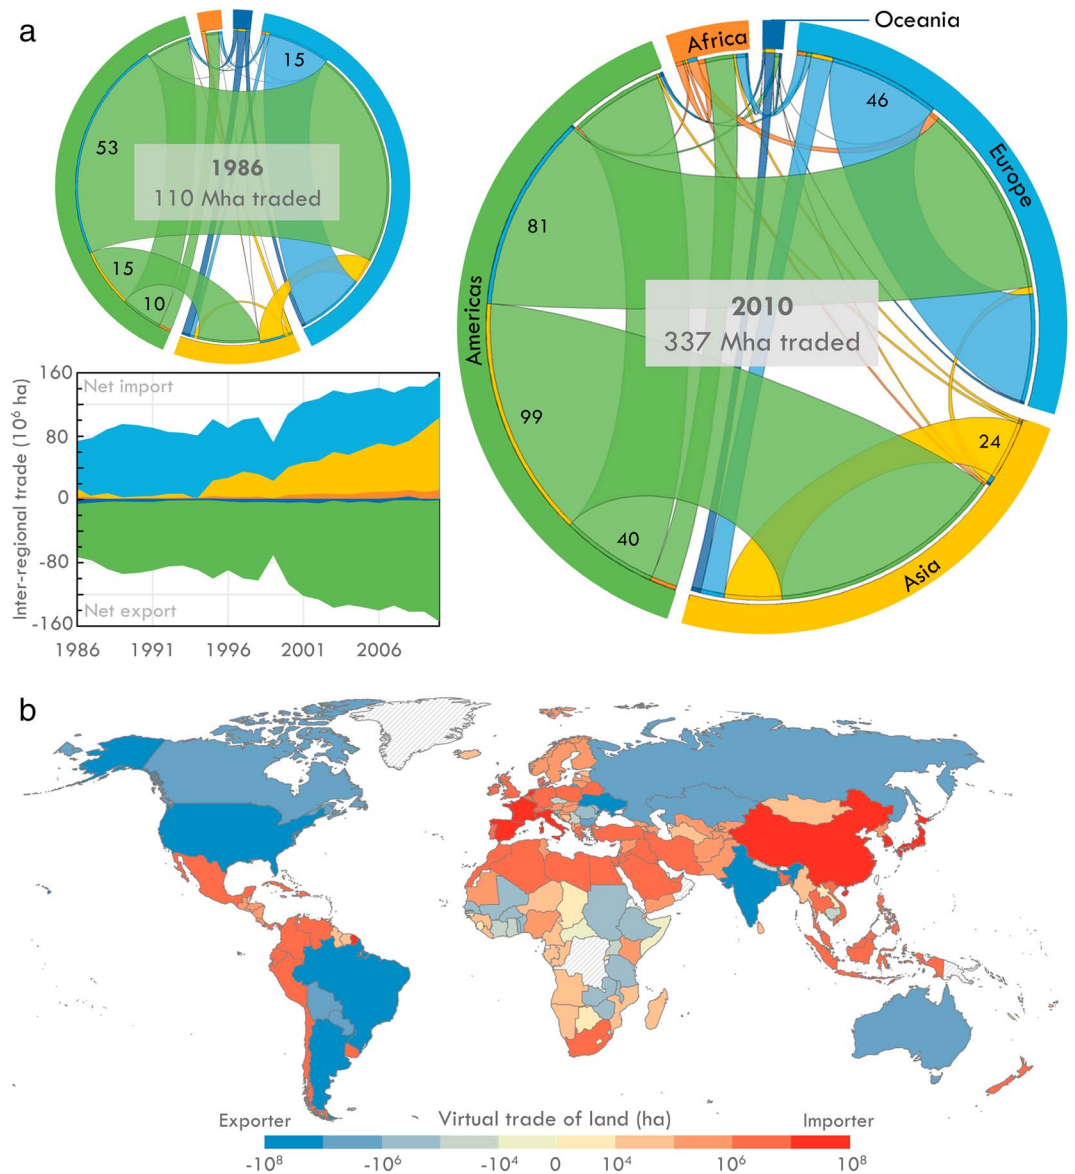 a
15
53
1986
110 Mha traded
15
10
Oceania
Africa
46
Europe
81
2010
337 Mha traded
Americas
99
24
40
Asia
160
Net import
80
0
-80
Net export
-160
Inter-regional trade (10⁶ ha)
1986 1991 1996 2001 2006
b
Exporter Virtual trade of land (ha) Importer
-10⁸ -10⁶ -10⁴ 0 10⁴ 10⁶ 10⁸